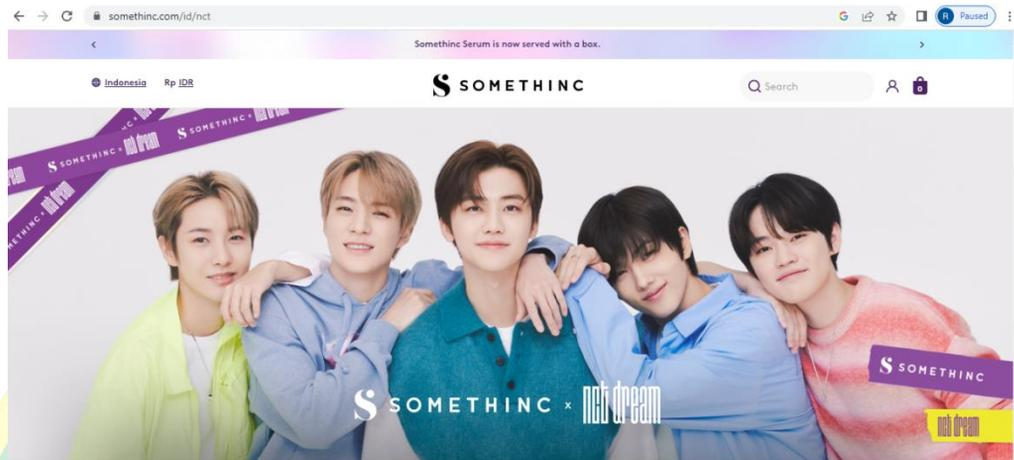 somethinc.com/id/nct
Paused
Somethinc Serum is now served with a box.
Indonesia Rp IDR
SOMETHINC
Search
0
SOMETHINC x nct dream
SOMETHINC x nct dream
SOMETHINC
SOMETHINC x nct dream
nct dream